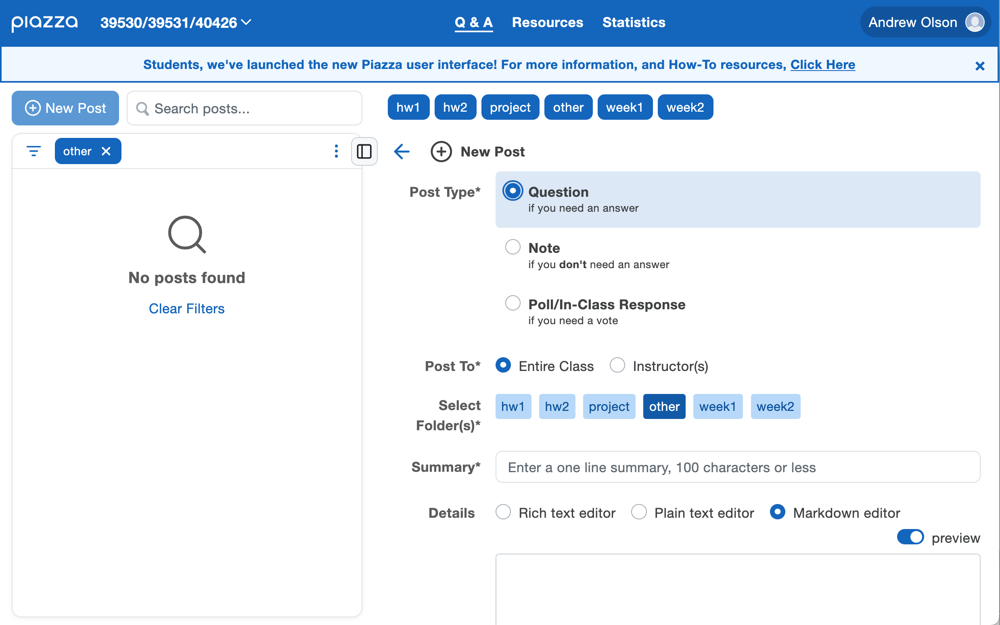 piazza 39530/39531/40426 Q & A Resources Statistics Andrew Olson
Students, we've launched the new Piazza user interface! For more information, and How-To resources, Click Here
New Post Search posts...
hw1 hw2 project other week1 week2
other
No posts found
Clear Filters
New Post
Post Type* Question
if you need an answer
Note
if you don't need an answer
Poll/In-Class Response
if you need a vote
Post To* Entire Class Instructor(s)
Select
Folder(s)*
hw1 hw2 project other week1 week2
Summary* Enter a one line summary, 100 characters or less
Details Rich text editor Plain text editor Markdown editor
preview